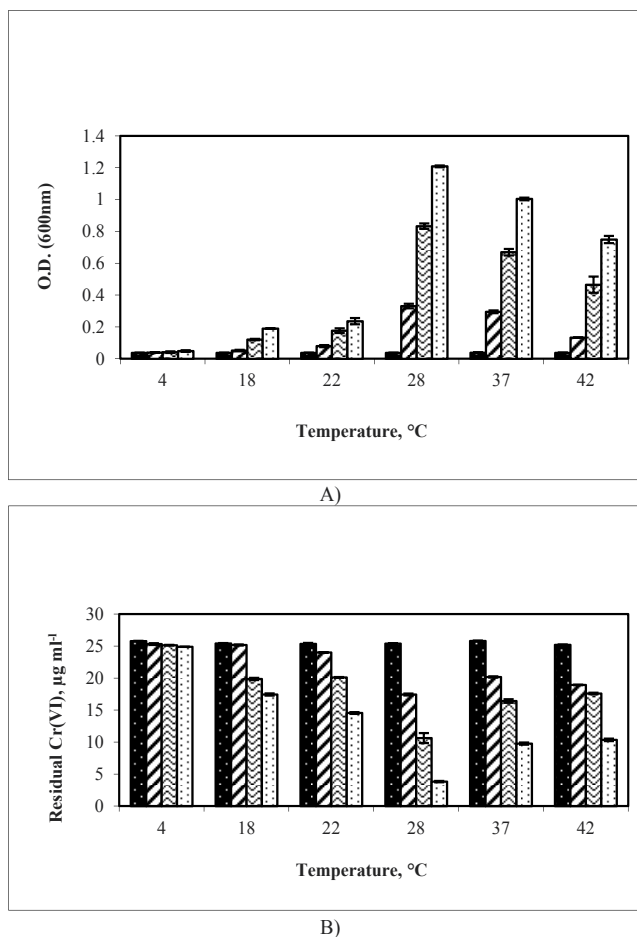 1.4
1.2
1
0.8
0.6
0.4
0.2
0
O.D. (600nm)
4 18 22 28 37 42
Temperature, °C
A)
30
25
20
15
10
5
0
Residual Cr(VI), µg ml⁻¹
4 18 22 28 37 42
Temperature, °C
B)